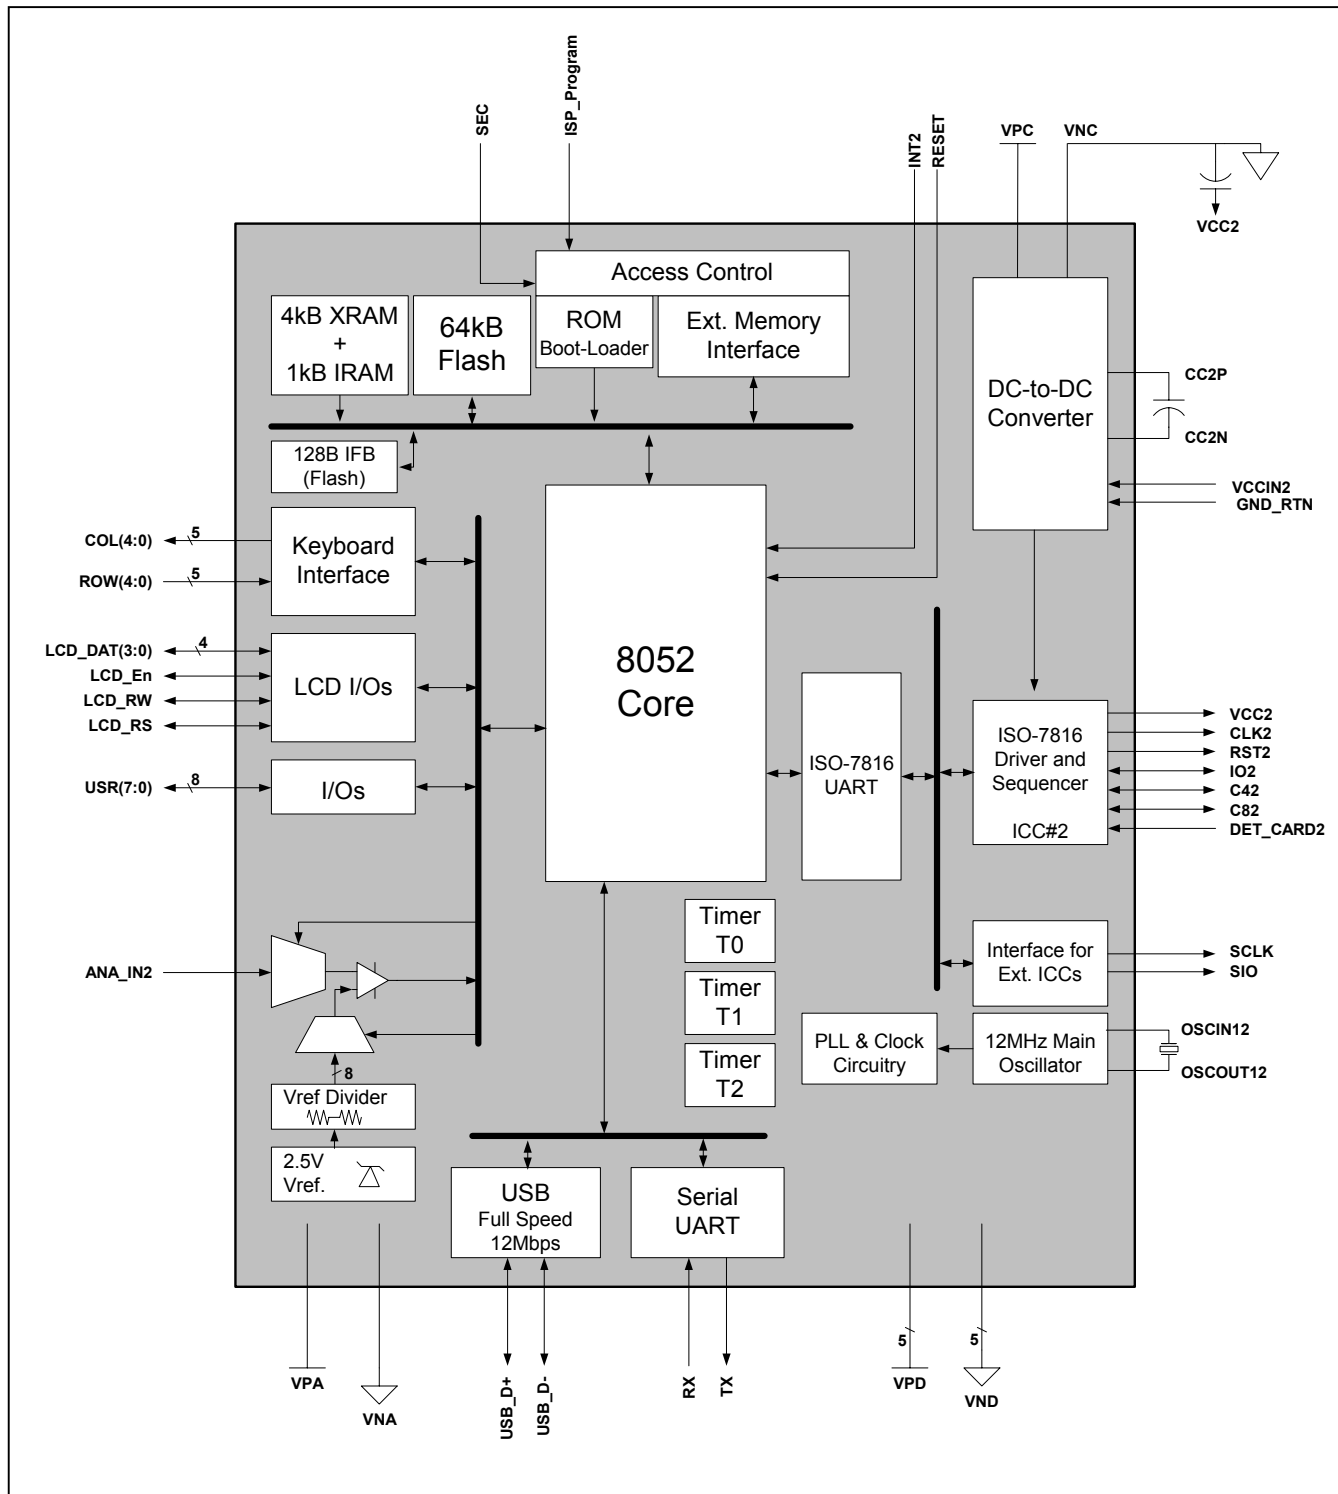 SEC
ISP_Program
INT2
RESET
VPC
VNC
VCC2
Access Control
4kB XRAM
+
1kB IRAM
64kB
Flash
ROM
Boot-Loader
Ext. Memory
Interface
DC-to-DC
Converter
CC2P
CC2N
VCCIN2
GND_RTN
128B IFB
(Flash)
COL(4:0)
5
ROW(4:0)
5
Keyboard
Interface
LCD_DAT(3:0)
4
LCD_En
LCD_RW
LCD_RS
LCD I/Os
USR(7:0)
8
I/Os
8052
Core
ISO-7816
UART
ISO-7816
Driver and
Sequencer
ICC#2
VCC2
CLK2
RST2
IO2
C42
C82
DET_CARD2
ANA_IN2
Timer
T0
Timer
T1
Timer
T2
Interface for
Ext. ICCs
SCLK
SIO
PLL & Clock
Circuitry
12MHz Main
Oscillator
OSCIN12
OSCOUT12
8
Vref Divider
2.5V
Vref.
USB
Full Speed
12Mbps
Serial
UART
VPA
VNA
USB_D+
USB_D-
RX
TX
5
VPD
5
VND